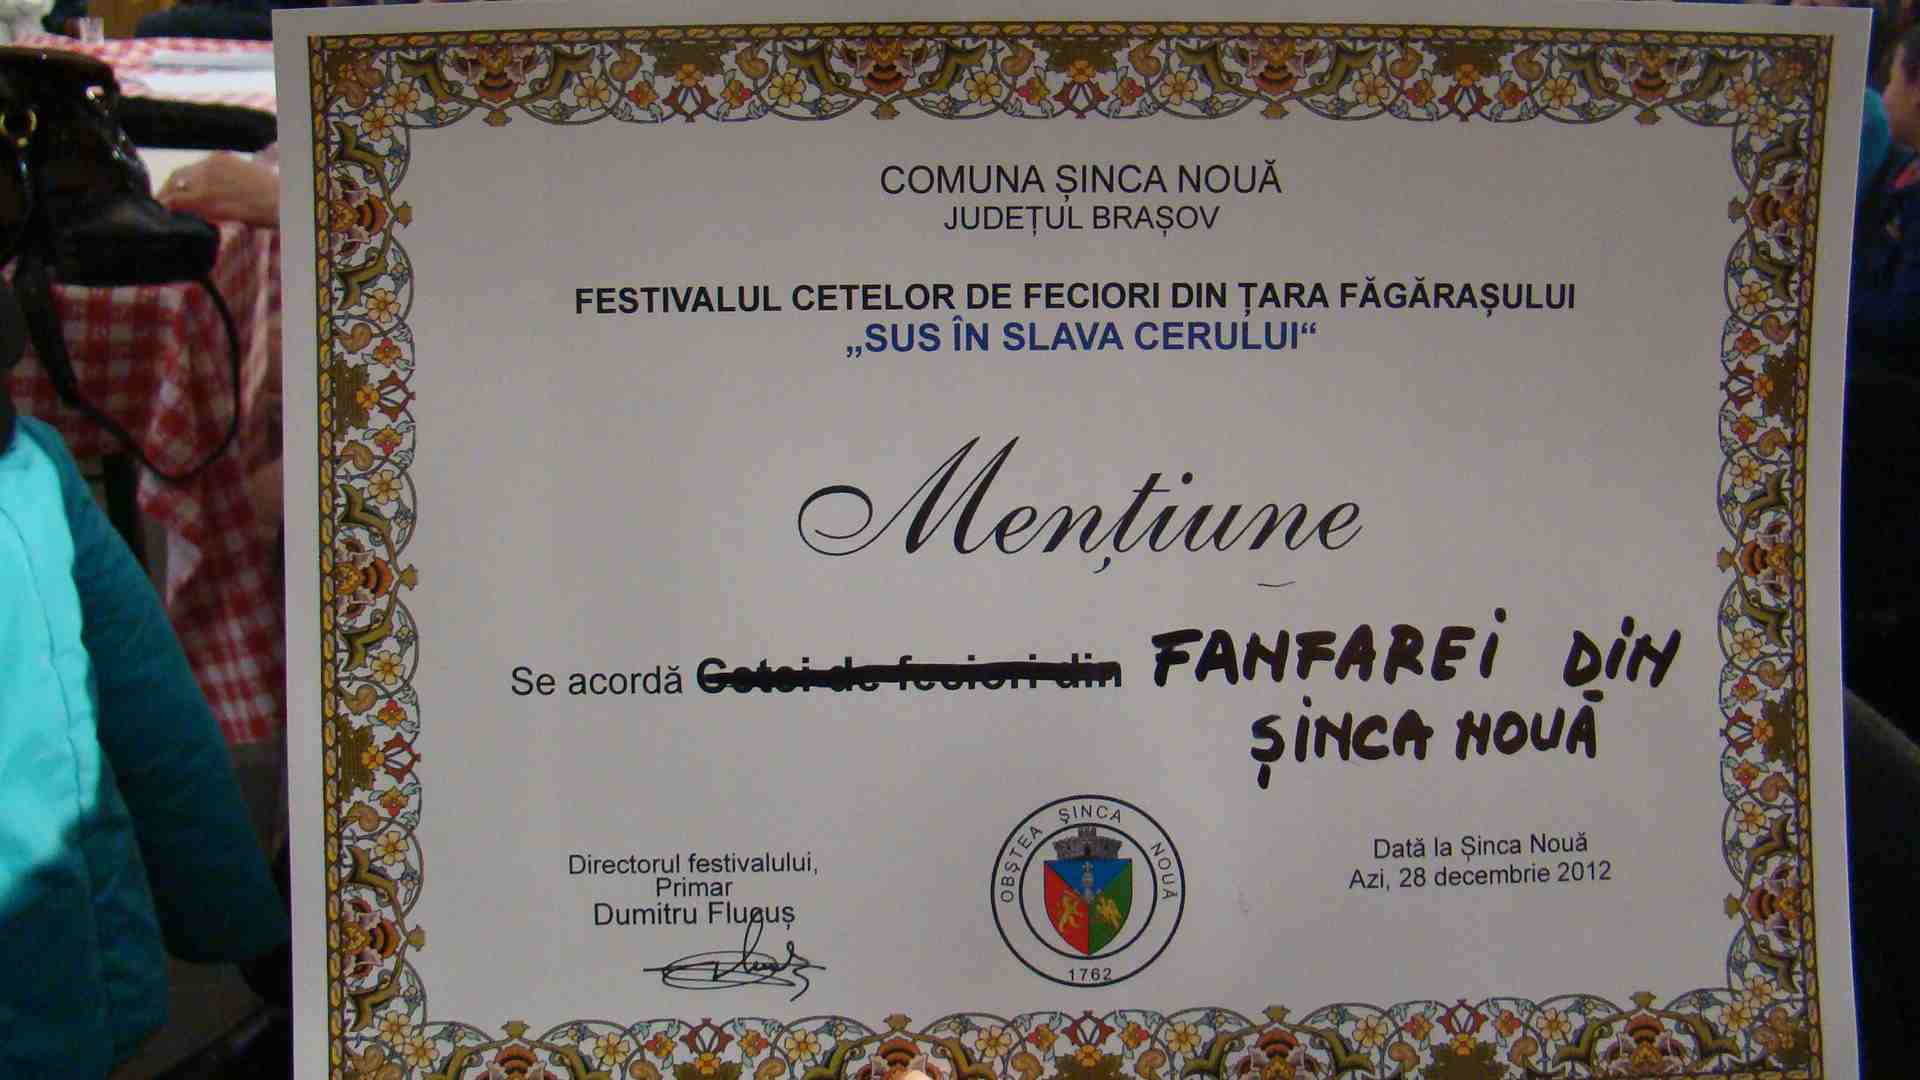 COMUNA ȘINCA NOUĂ
JUDEȚUL BRAȘOV
FESTIVALUL CETELOR DE FECIORI DIN ȚARA FĂGĂRAȘULUI
„SUS ÎN SLAVA CERULUI“
Mențiune
Se acordă Cetei de feciori din FANFAREI DIN
ȘINCA NOUĂ
Directorul festivalului,
Primar
Dumitru Flucuș
OBȘTEA ȘINCA NOUĂ
1762
Dată la Șinca Nouă
Azi, 28 decembrie 2012